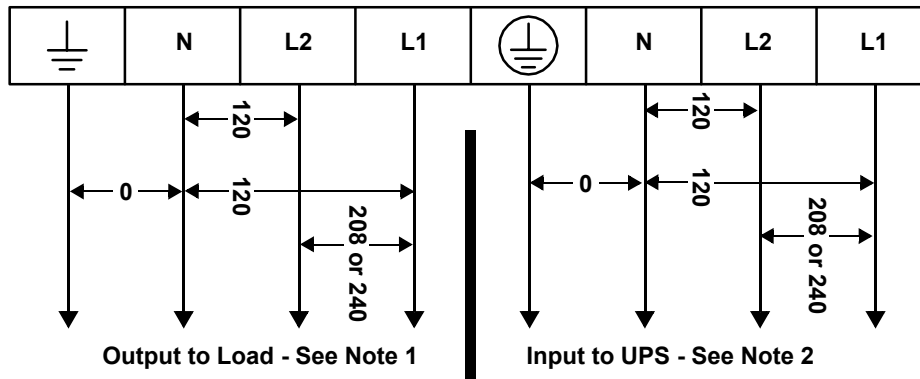 N L2 L1 N L2 L1
120 120
0 120 0 120
208 or 240 208 or 240
Output to Load - See Note 1 Input to UPS - See Note 2